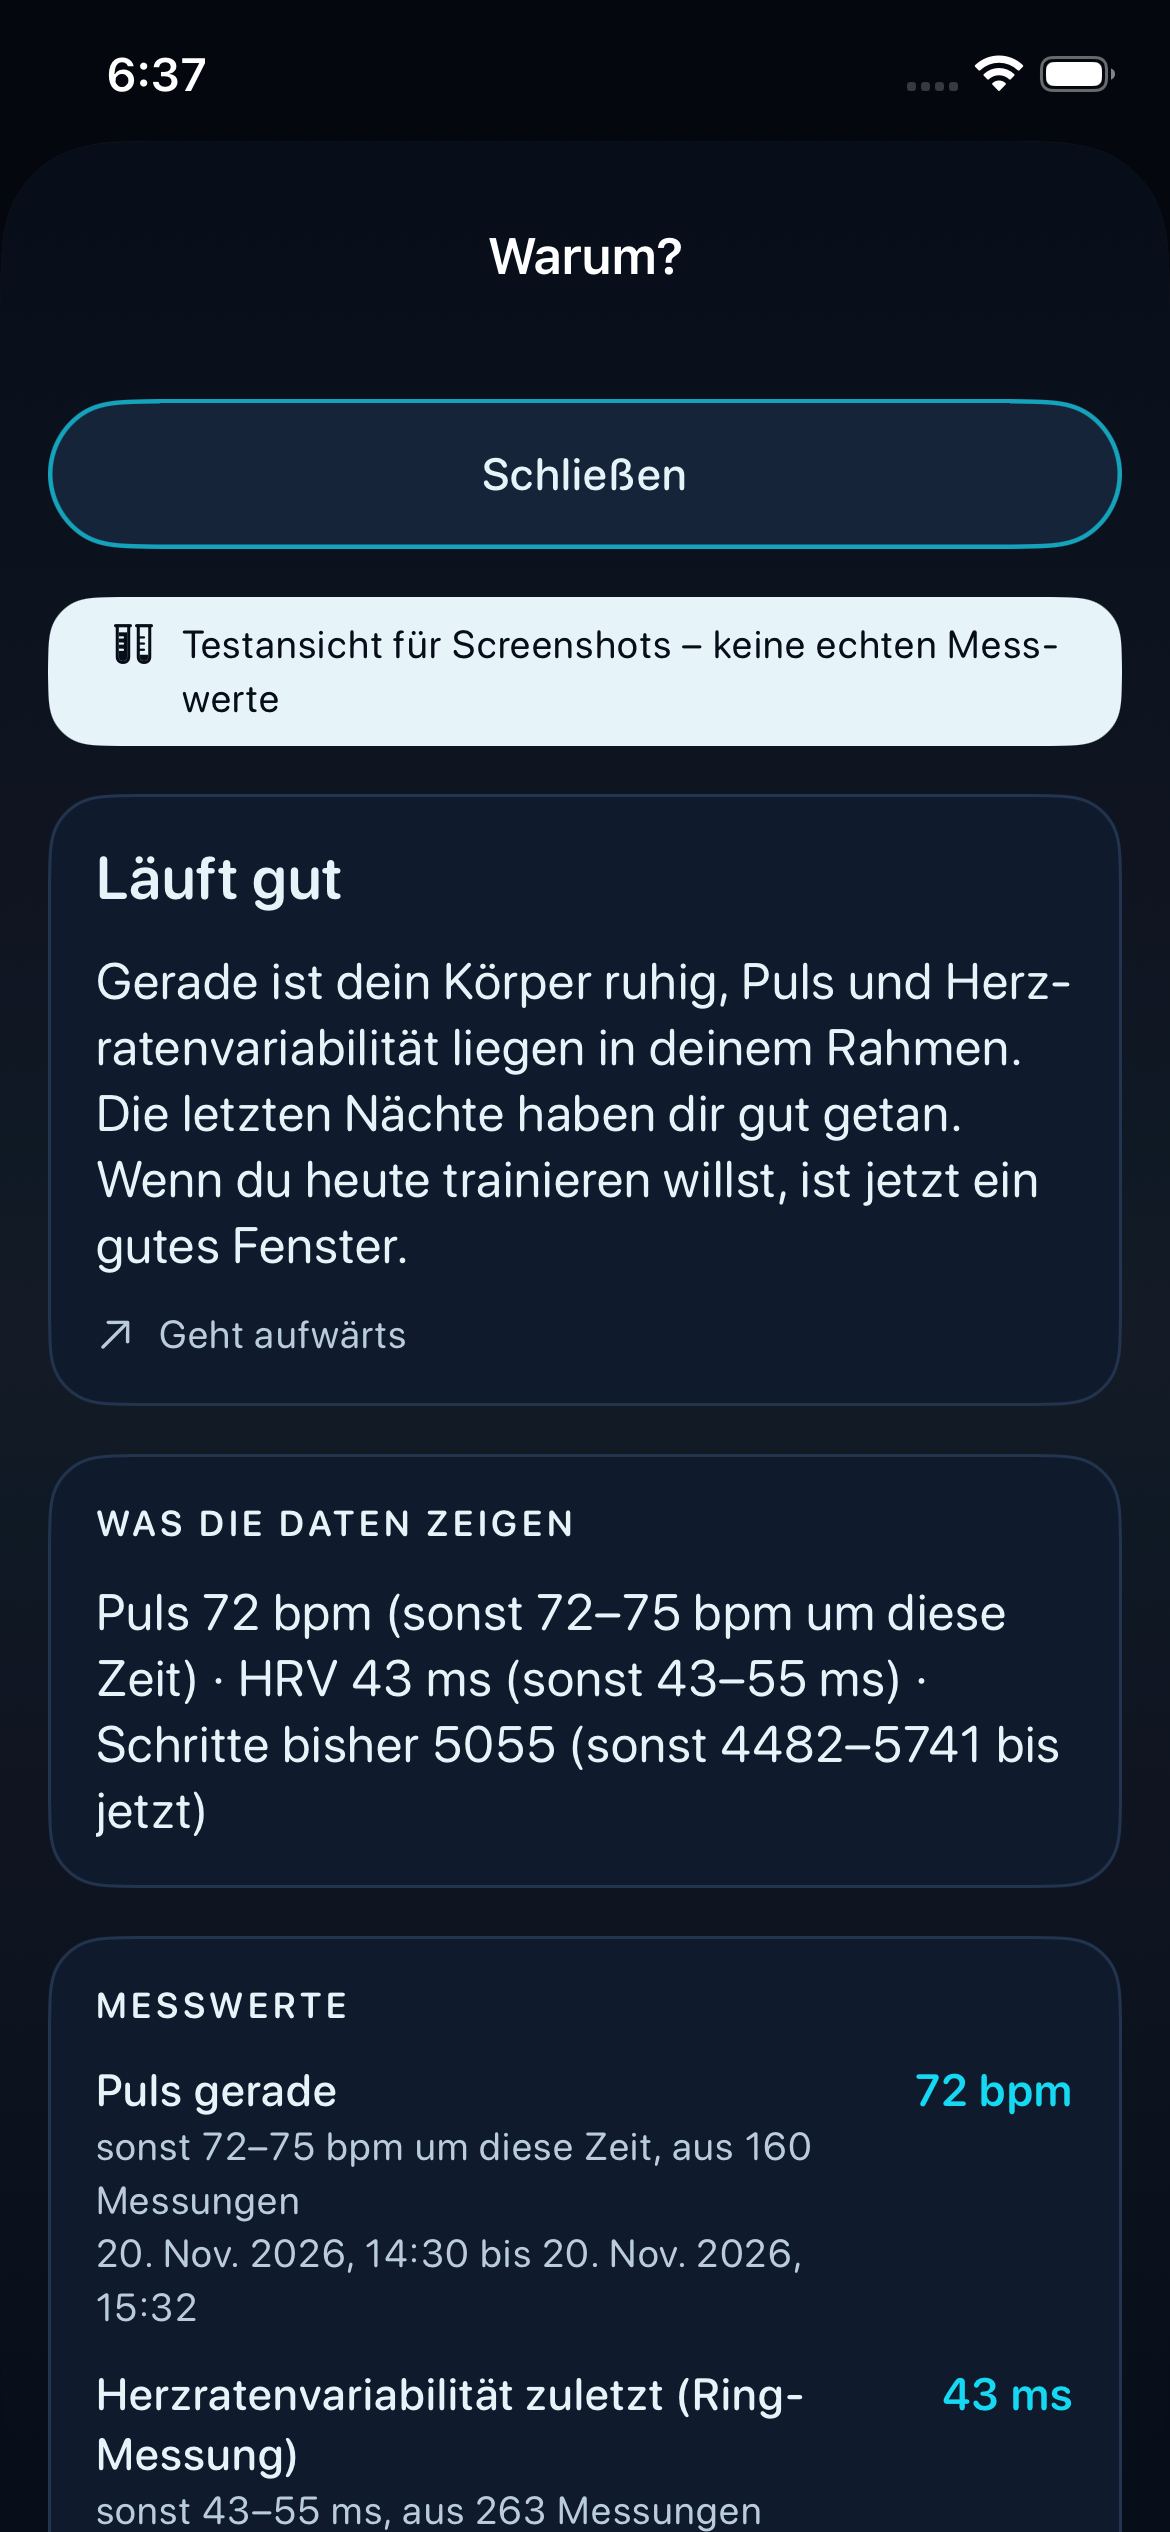 6:37
Warum?
Schließen
Testansicht für Screenshots – keine echten Mess-
werte
Läuft gut
Gerade ist dein Körper ruhig, Puls und Herz-
ratenvariabilität liegen in deinem Rahmen.
Die letzten Nächte haben dir gut getan.
Wenn du heute trainieren willst, ist jetzt ein
gutes Fenster.
Geht aufwärts
WAS DIE DATEN ZEIGEN
Puls 72 bpm (sonst 72–75 bpm um diese
Zeit) · HRV 43 ms (sonst 43–55 ms) ·
Schritte bisher 5055 (sonst 4482–5741 bis
jetzt)
MESSWERTE
Puls gerade 72 bpm
sonst 72–75 bpm um diese Zeit, aus 160
Messungen
20. Nov. 2026, 14:30 bis 20. Nov. 2026,
15:32
Herzratenvariabilität zuletzt (Ring- 43 ms
Messung)
sonst 43–55 ms, aus 263 Messungen